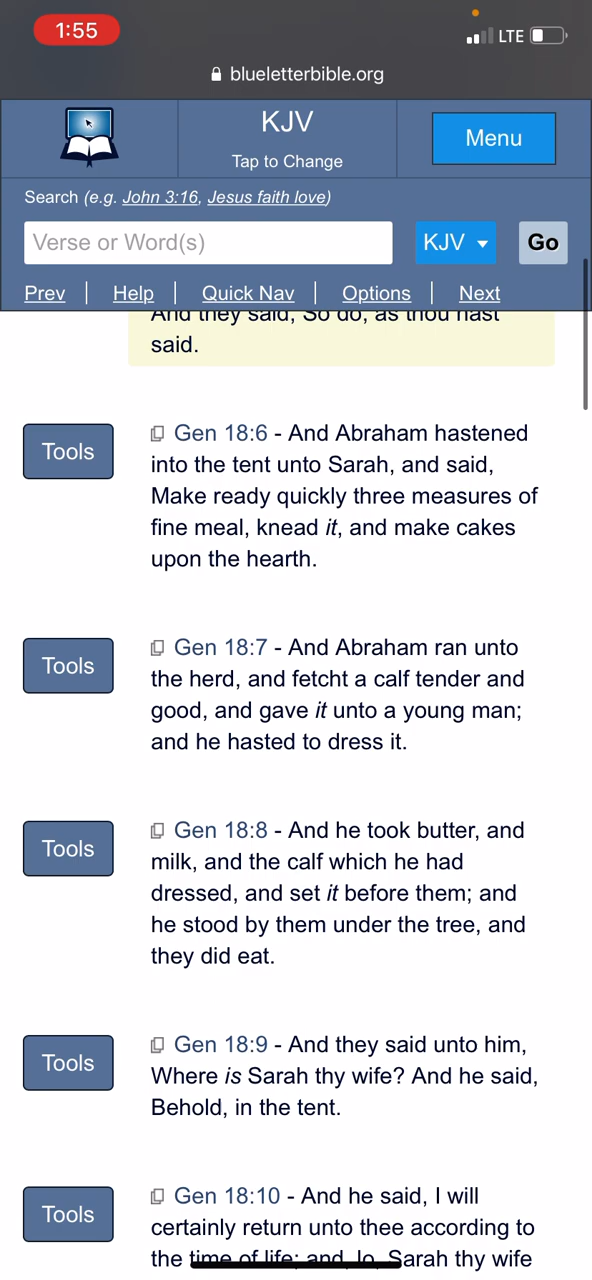 1:55
LTE
blueletterbible.org
KJV
Tap to Change
Menu
Search (e.g. John 3:16, Jesus faith love)
Verse or Word(s)
KJV
Go
Prev | Help | Quick Nav | Options | Next
And they said, So do, as thou hast
said.
Tools
Gen 18:6 - And Abraham hastened
into the tent unto Sarah, and said,
Make ready quickly three measures of
fine meal, knead it, and make cakes
upon the hearth.
Tools
Gen 18:7 - And Abraham ran unto
the herd, and fetcht a calf tender and
good, and gave it unto a young man;
and he hasted to dress it.
Tools
Gen 18:8 - And he took butter, and
milk, and the calf which he had
dressed, and set it before them; and
he stood by them under the tree, and
they did eat.
Tools
Gen 18:9 - And they said unto him,
Where is Sarah thy wife? And he said,
Behold, in the tent.
Tools
Gen 18:10 - And he said, I will
certainly return unto thee according to
the time of life; and, lo, Sarah thy wife